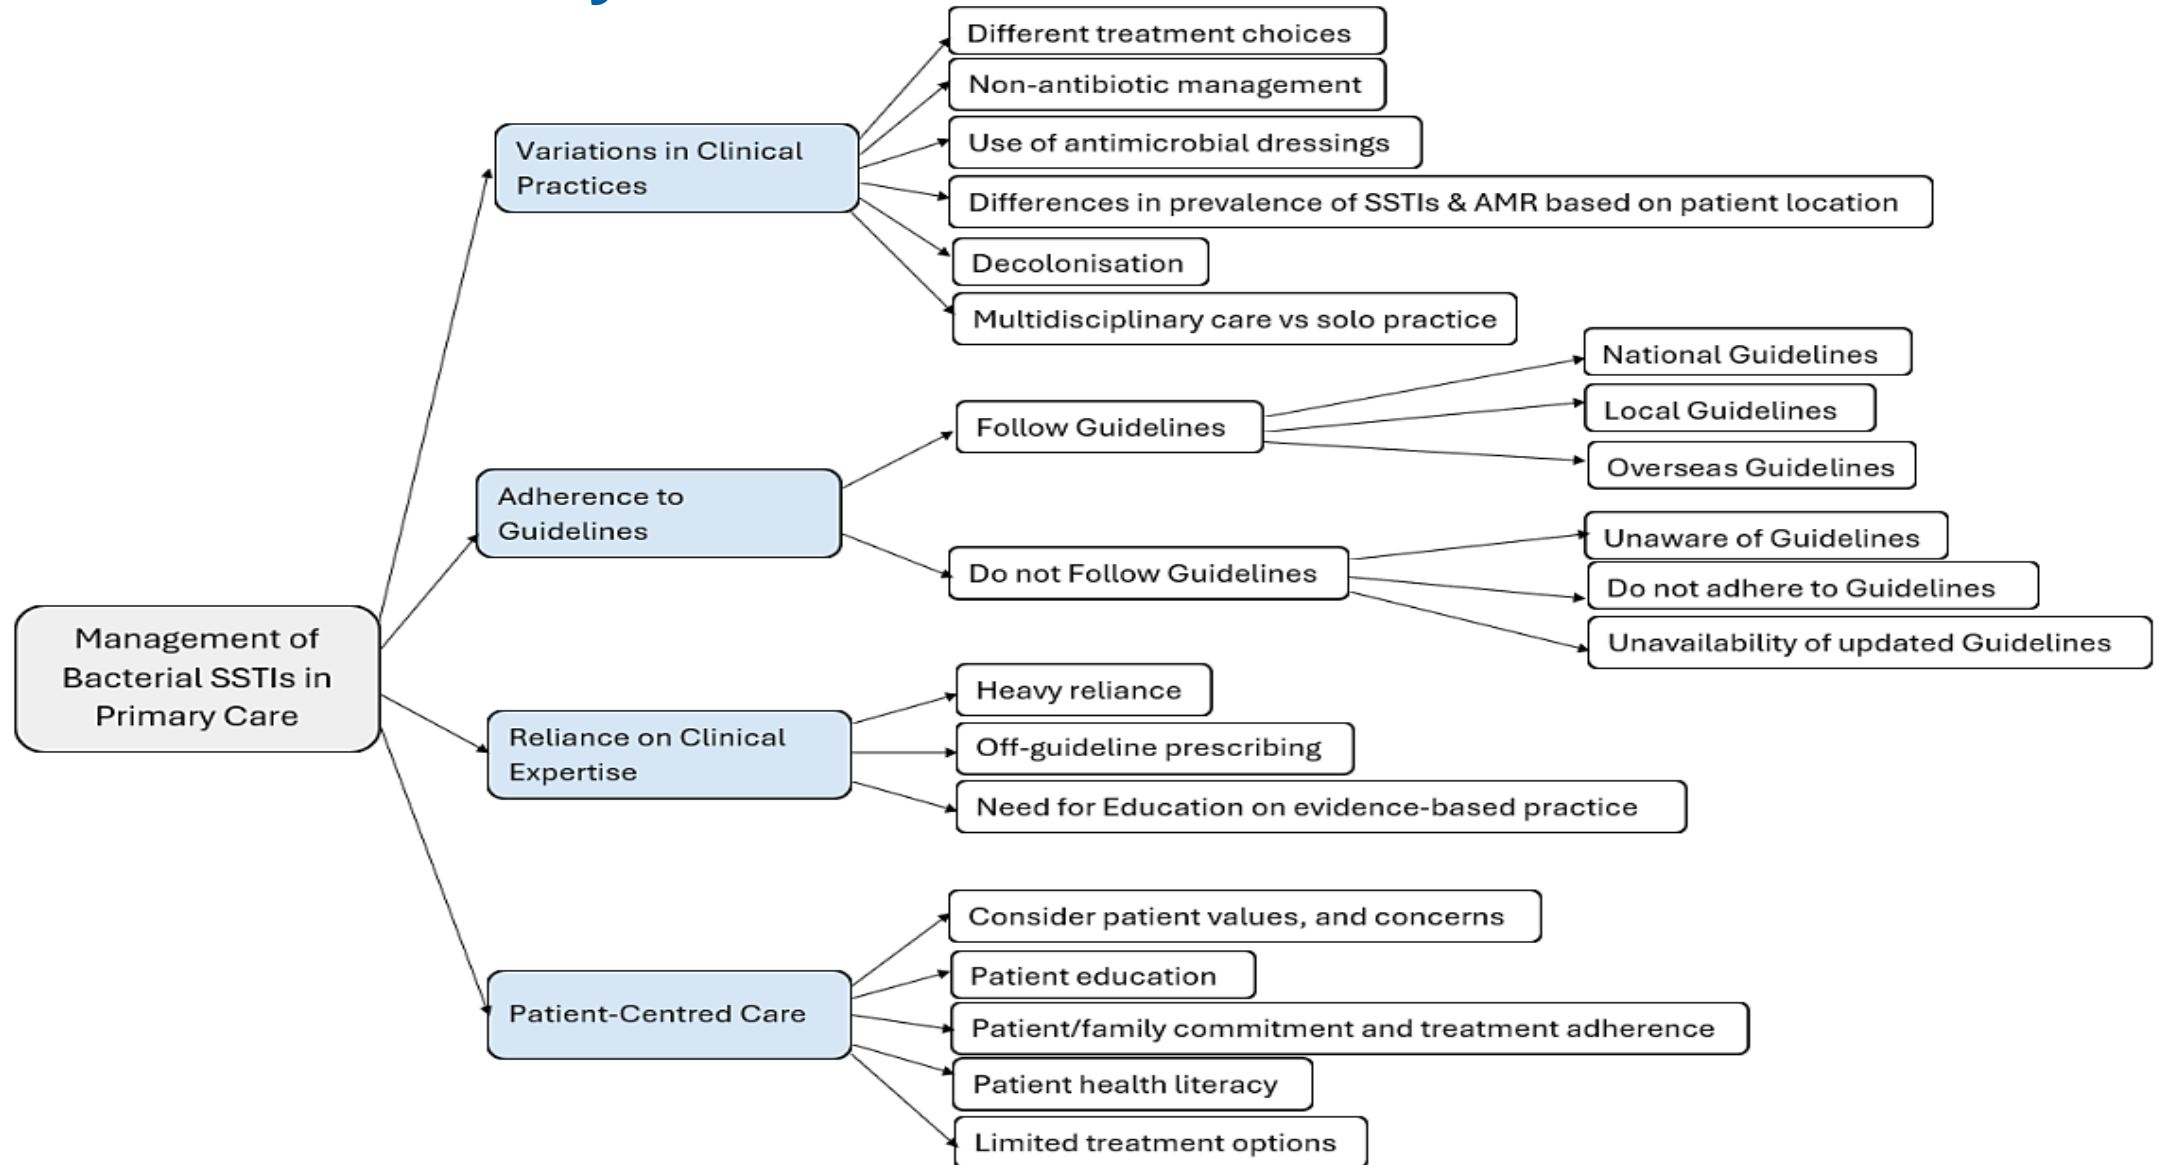 Different treatment choices
Non-antibiotic management
Variations in Clinical
Practices
Use of antimicrobial dressings
Differences in prevalence of SSTIs & AMR based on patient location
Decolonisation
Multidisciplinary care vs solo practice
National Guidelines
Follow Guidelines
Local Guidelines
Overseas Guidelines
Adherence to
Guidelines
Unaware of Guidelines
Do not Follow Guidelines
Do not adhere to Guidelines
Unavailability of updated Guidelines
Management of
Bacterial SSTIs in
Primary Care
Heavy reliance
Reliance on Clinical
Expertise
Off-guideline prescribing
Need for Education on evidence-based practice
Consider patient values, and concerns
Patient education
Patient-Centred Care
Patient/family commitment and treatment adherence
Patient health literacy
Limited treatment options